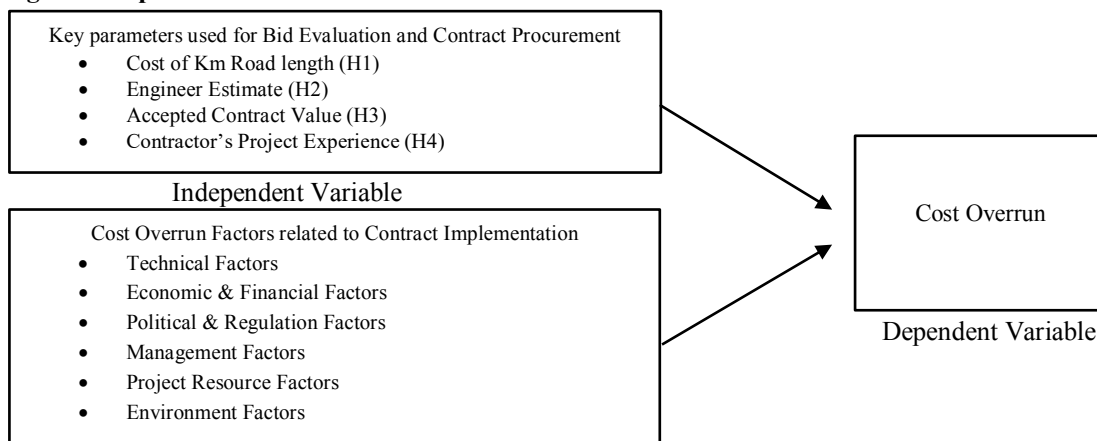 Key parameters used for Bid Evaluation and Contract Procurement
• Cost of Km Road length (H1)
• Engineer Estimate (H2)
• Accepted Contract Value (H3)
• Contractor's Project Experience (H4)
Independent Variable
Cost Overrun Factors related to Contract Implementation
• Technical Factors
• Economic & Financial Factors
• Political & Regulation Factors
• Management Factors
• Project Resource Factors
• Environment Factors
Cost Overrun
Dependent Variable